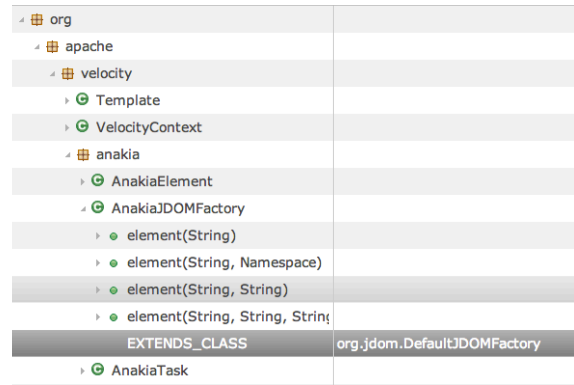 org
apache
velocity
Template
VelocityContext
anakia
AnakiaElement
AnakiaJDOMFactory
element(String)
element(String, Namespace)
element(String, String)
element(String, String, String
EXTENDS_CLASS org.jdom.DefaultJDOMFactory
AnakiaTask